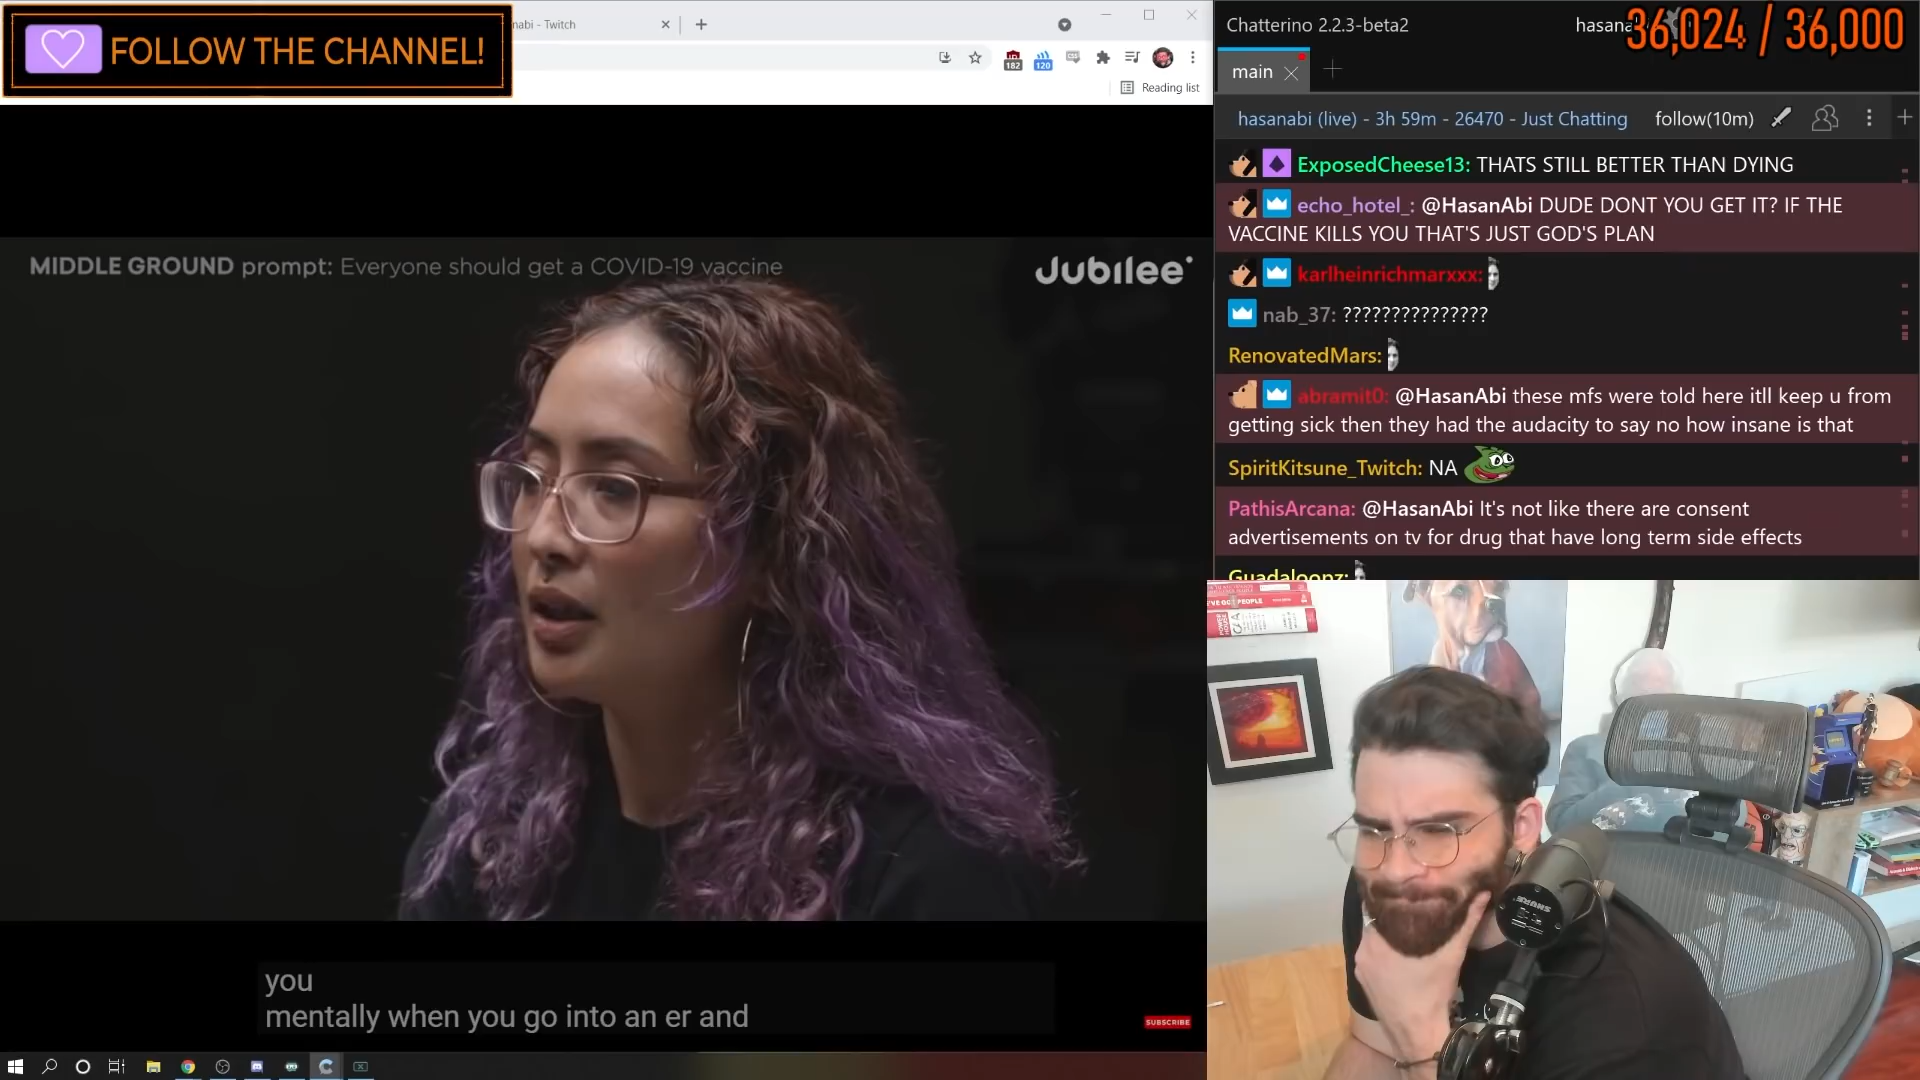 FOLLOW THE CHANNEL!
nabi - Twitch
182
120
Reading list
MIDDLE GROUND prompt: Everyone should get a COVID-19 vaccine
Jubilee
you
mentally when you go into an er and
SUBSCRIBE
Chatterino 2.2.3-beta2
36,024 / 36,000
main
hasanabi (live) - 3h 59m - 26470 - Just Chatting
follow(10m)
ExposedCheese13: THATS STILL BETTER THAN DYING
echo_hotel_: @HasanAbi DUDE DONT YOU GET IT? IF THE
VACCINE KILLS YOU THAT'S JUST GOD'S PLAN
karlheinrichmarxxx:
nab_37: ???????????????
RenovatedMars:
abramit0: @HasanAbi these mfs were told here itll keep u from
getting sick then they had the audacity to say no how insane is that
SpiritKitsune_Twitch: NA
PathisArcana: @HasanAbi It's not like there are consent
advertisements on tv for drug that have long term side effects
Guadaloopz:
SHURE